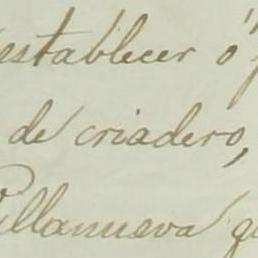 establecer ó
de criadero,
Villanueva